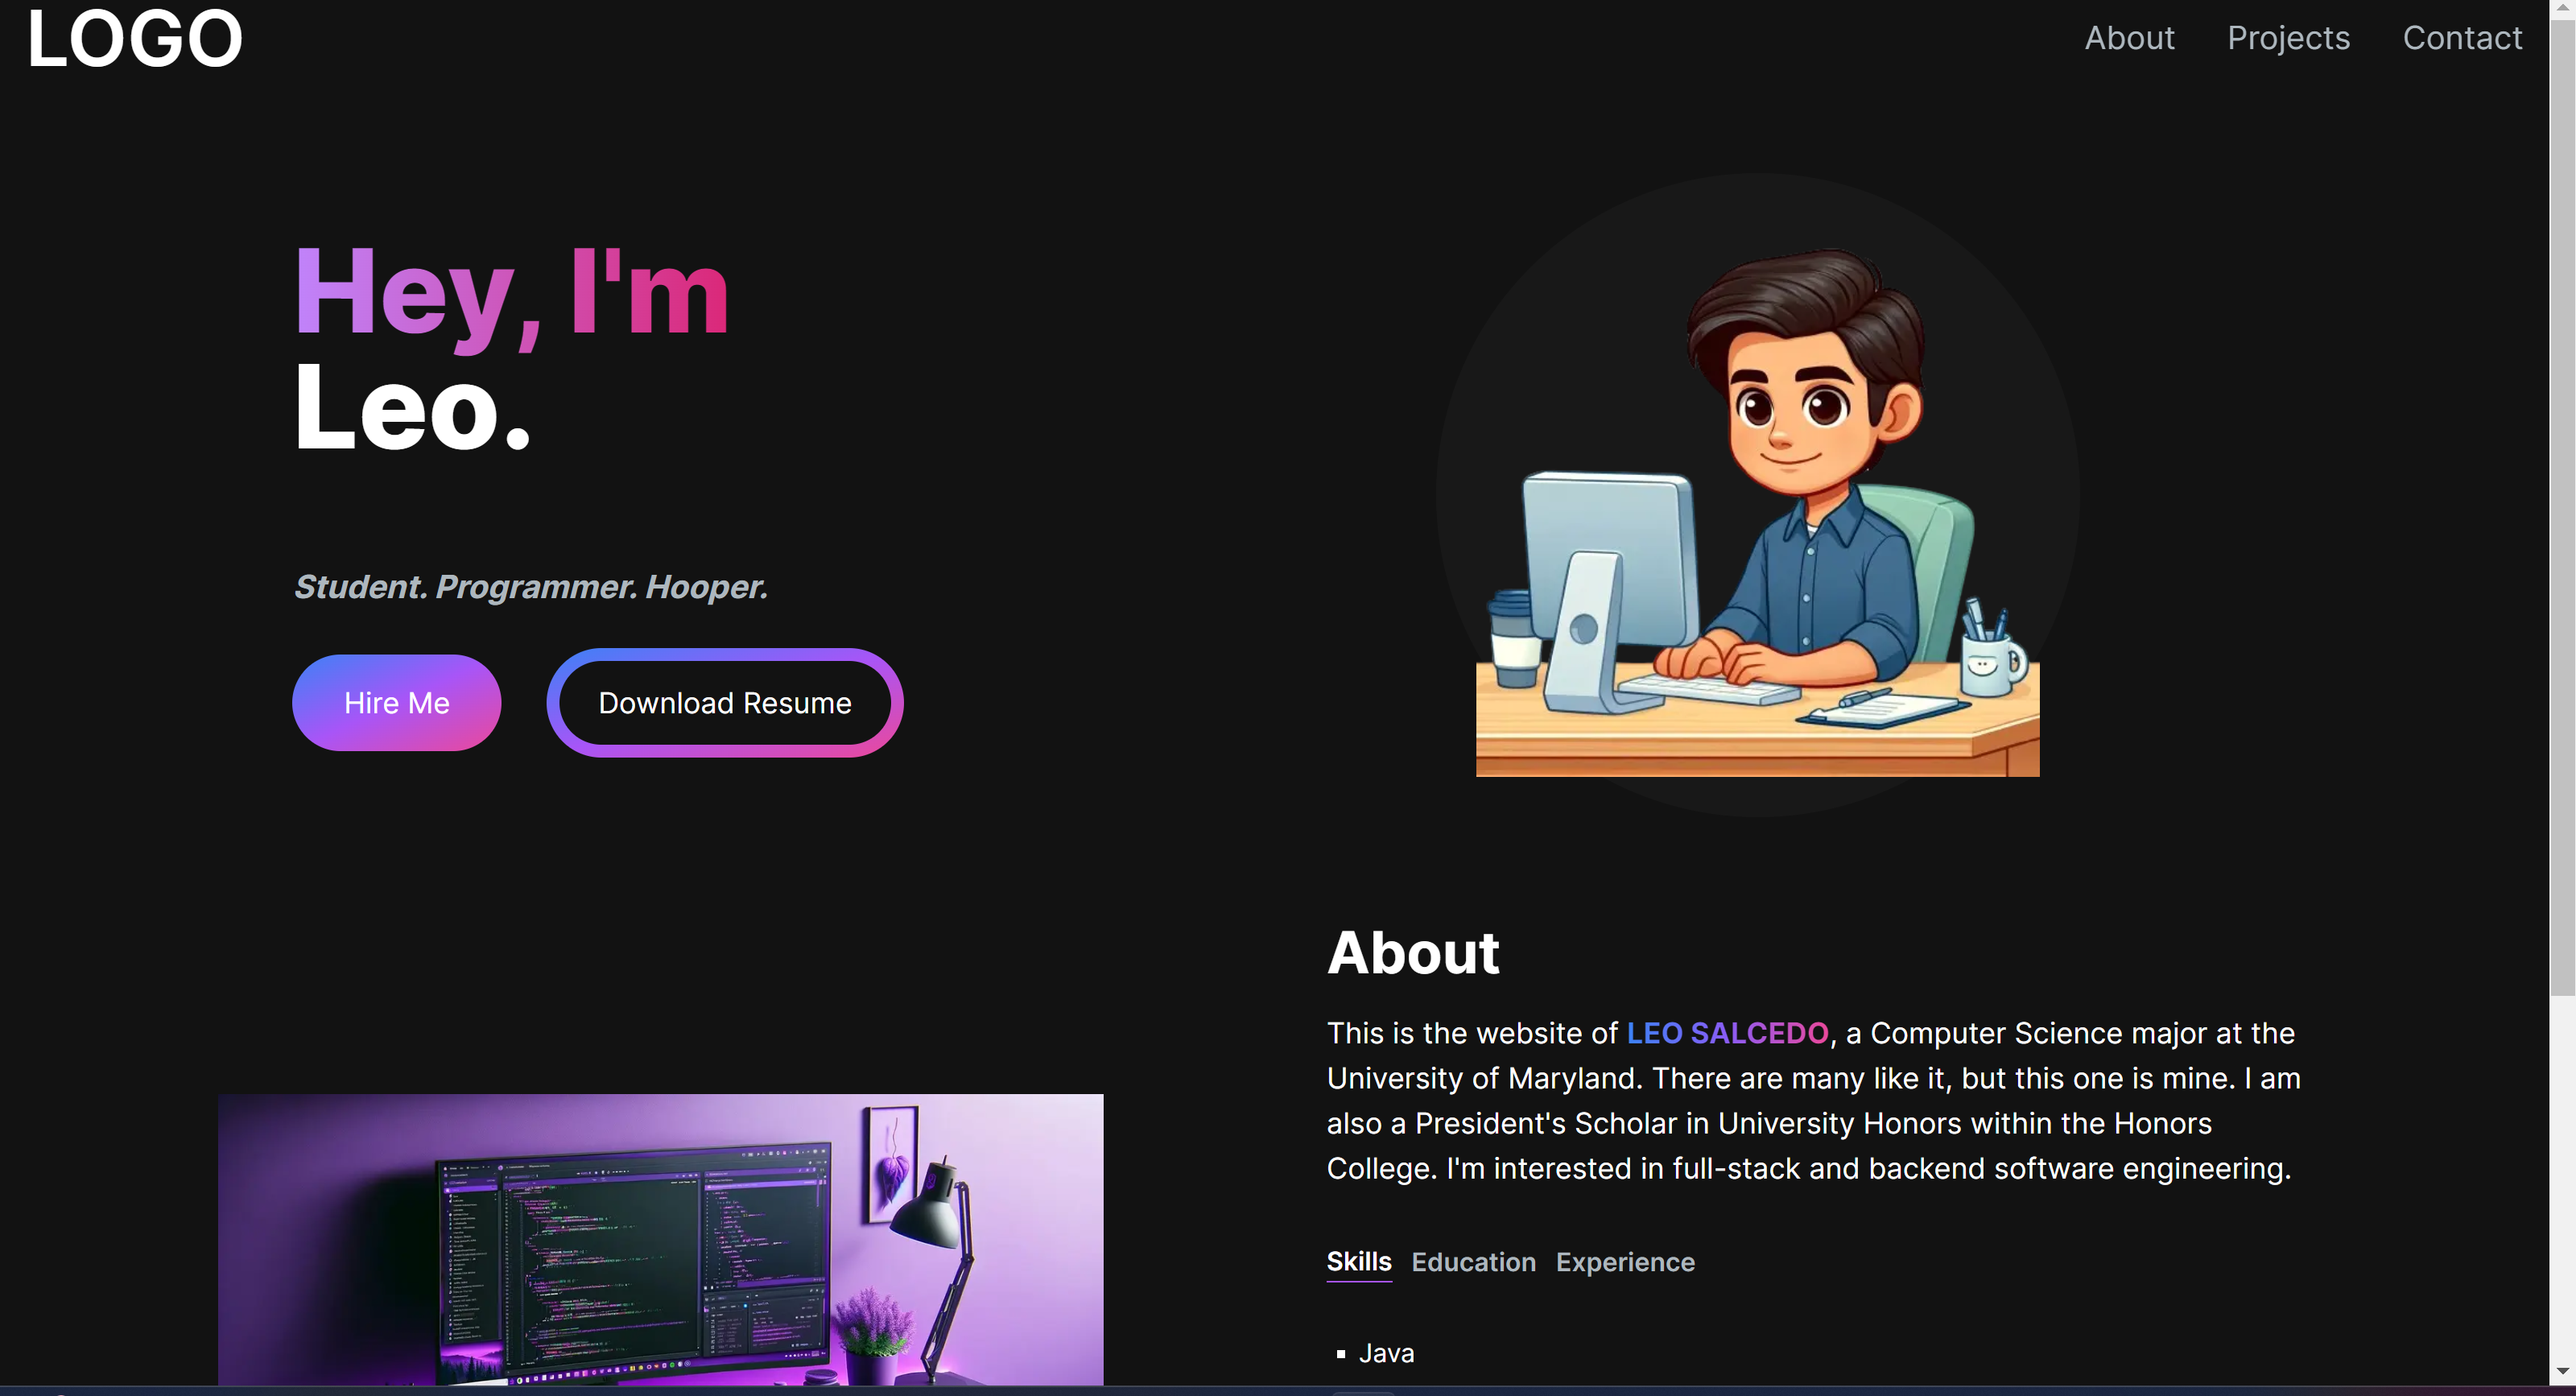 LOGO
About Projects Contact
Hey, I'm
Leo.
Student. Programmer. Hooper.
Hire Me
Download Resume
About
This is the website of LEO SALCEDO, a Computer Science major at the
University of Maryland. There are many like it, but this one is mine. I am
also a President's Scholar in University Honors within the Honors
College. I'm interested in full-stack and backend software engineering.
Skills Education Experience
Java